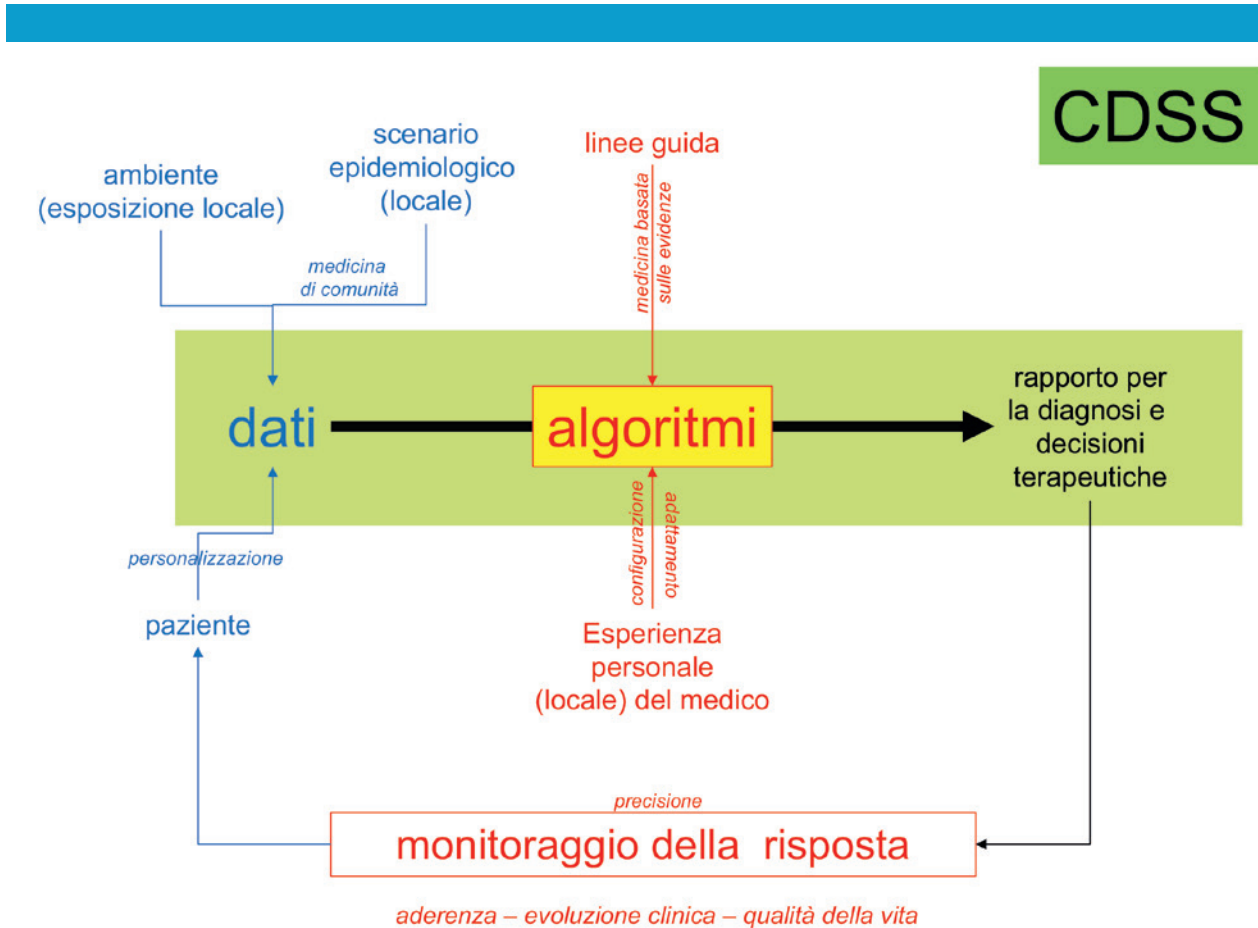 CDSS
scenario
epidemiologico
(locale)
linee guida
ambiente
(esposizione locale)
medicina
di comunità
medicina basata
sulle evidenze
dati
algoritmi
rapporto per
la diagnosi e
decisioni
terapeutiche
configurazione
adattamento
personalizzazione
paziente
Esperienza
personale
(locale) del medico
precisione
monitoraggio della risposta
aderenza – evoluzione clinica – qualità della vita